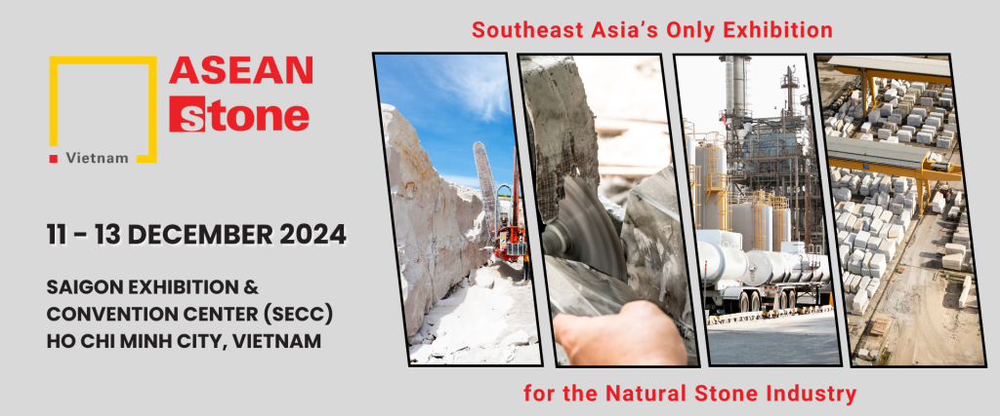 Southeast Asia's Only Exhibition
ASEAN
stone
Vietnam
11 - 13 DECEMBER 2024
SAIGON EXHIBITION &
CONVENTION CENTER (SECC)
HO CHI MINH CITY, VIETNAM
for the Natural Stone Industry